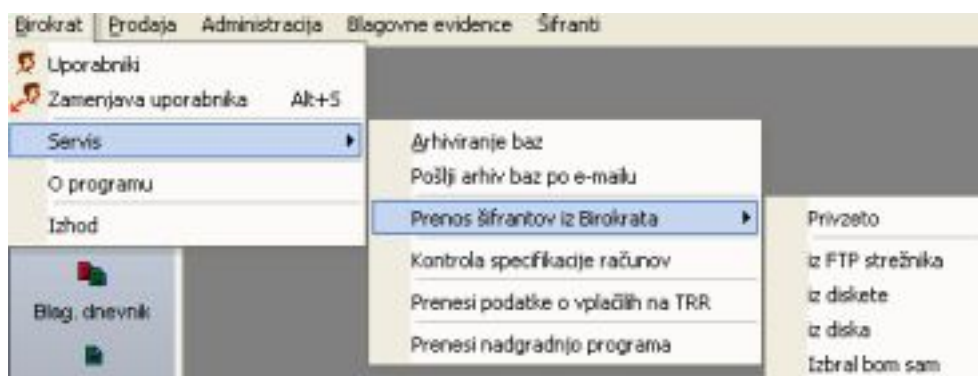 Birokrat Prodaja Administracija Blagovne evidence Šifranti
Uporabniki
Zamenjava uporabnika Alt+S
Servis
O programu
Izhod
Arhiviranje baz
Pošlji arhiv baz po e-mailu
Prenos šifrantov iz Birokrata
Kontrola specifikacije računov
Prenesi podatke o vplačilih na TRR
Prenesi nadgradnjo programa
Privzeto
iz FTP strežnika
iz diskete
iz diska
Izbral bom sam
Blag. dnevnik